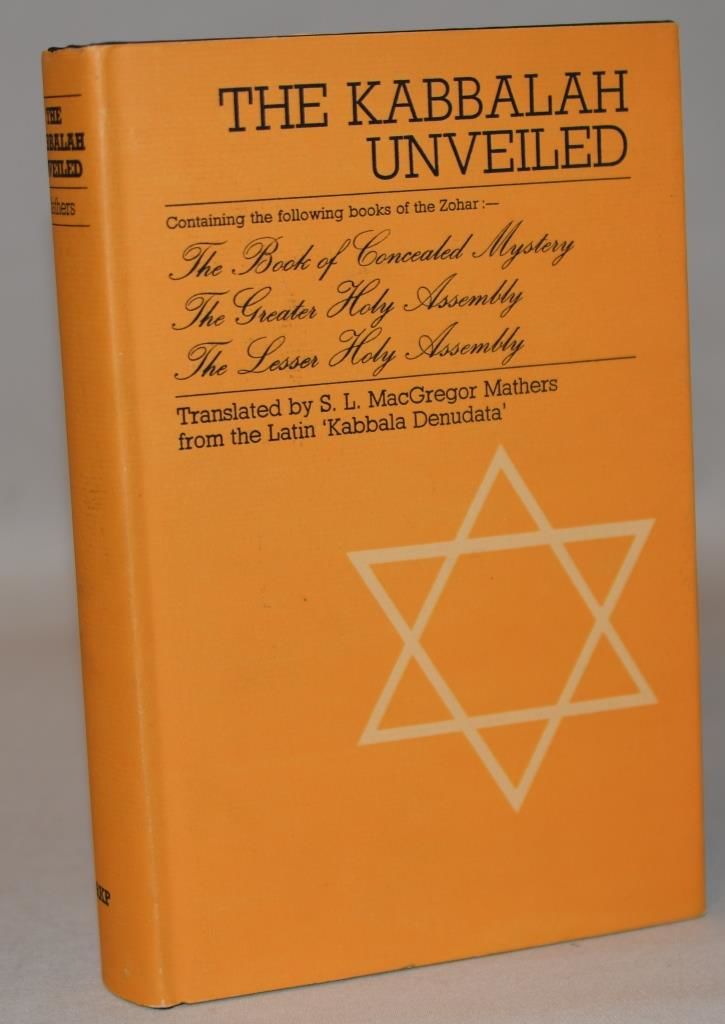 THE KABBALAH
UNVEILED
Containing the following books of the Zohar :—
The Book of Concealed Mystery
The Greater Holy Assembly
The Lesser Holy Assembly
Translated by S. L. MacGregor Mathers
from the Latin 'Kabbala Denudata'